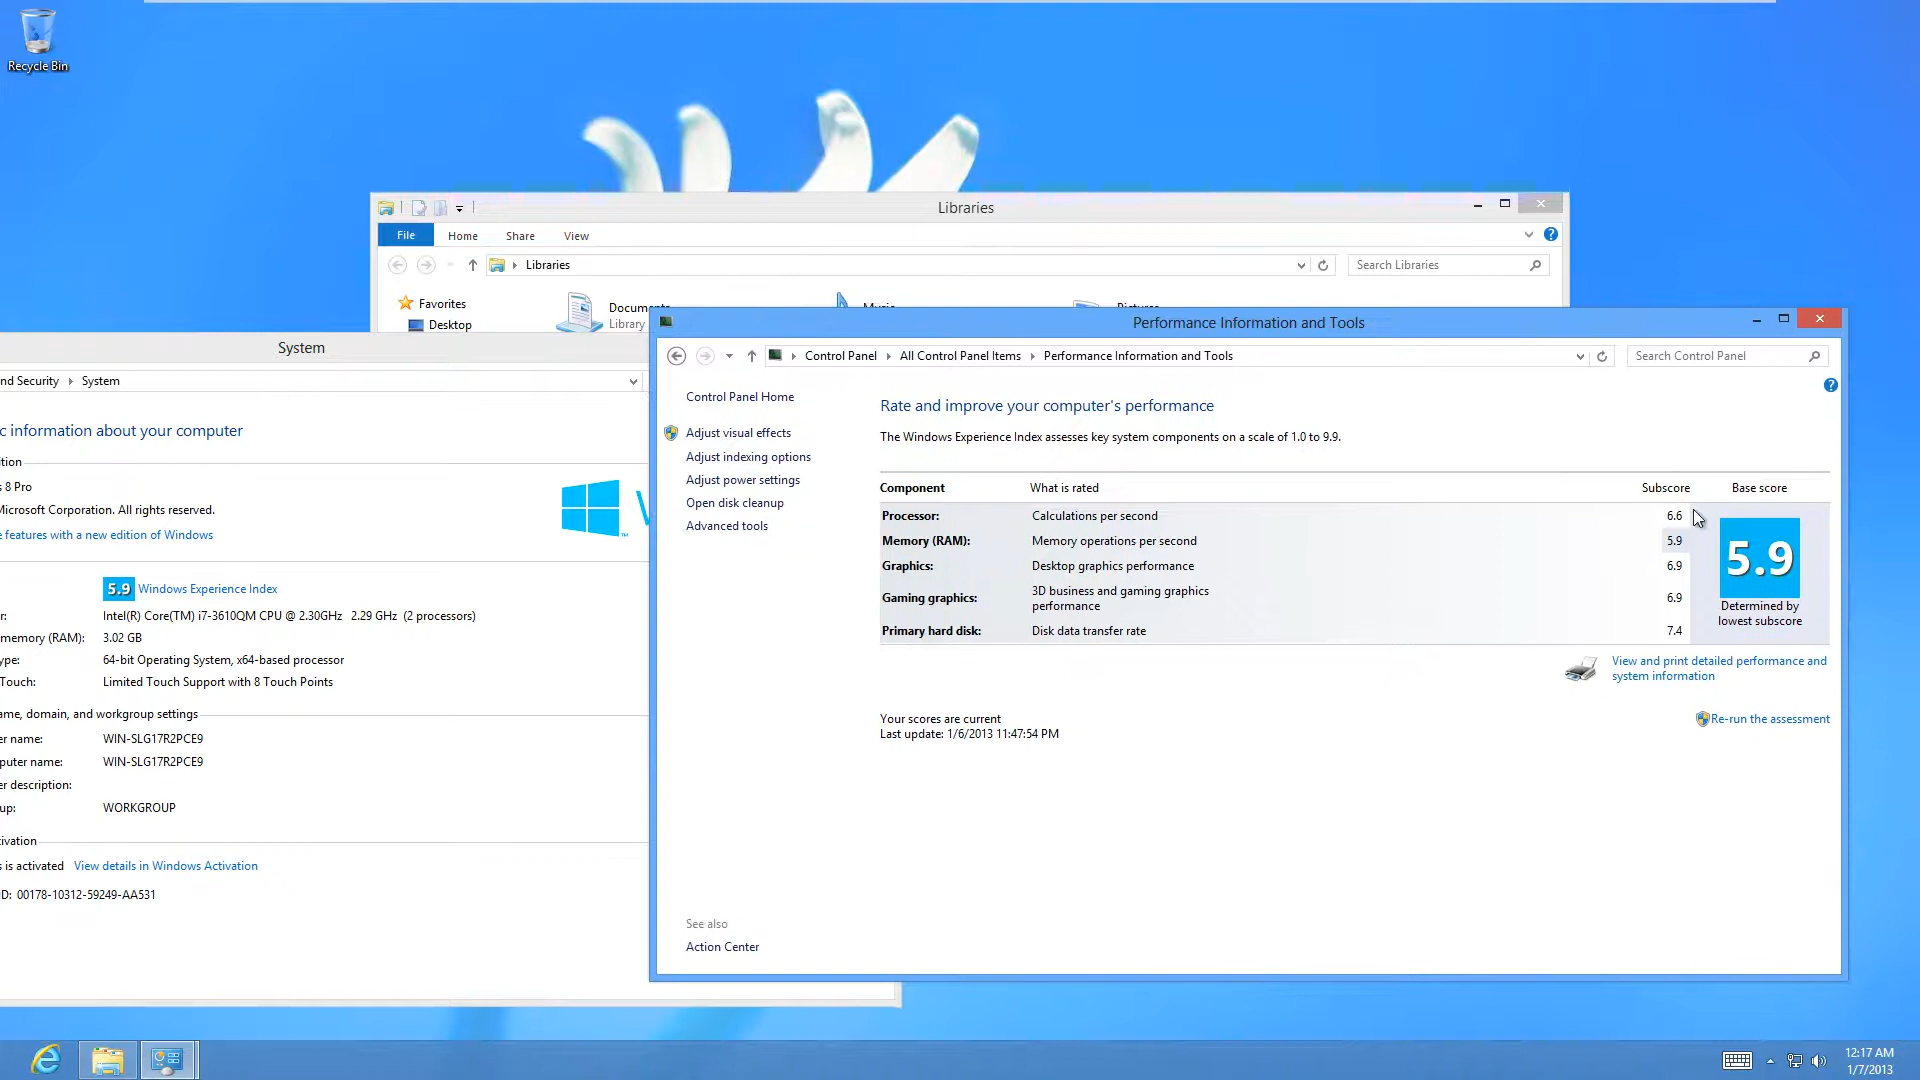 Recycle Bin
Libraries
File Home Share View
Libraries
Search Libraries
Favorites
Desktop
Documents
Library
Music
Pictures
System
nd Security System
c information about your computer
ition
s 8 Pro
Microsoft Corporation. All rights reserved.
e features with a new edition of Windows
5.9 Windows Experience Index
r: Intel(R) Core(TM) i7-3610QM CPU @ 2.30GHz 2.29 GHz (2 processors)
memory (RAM): 3.02 GB
ype: 64-bit Operating System, x64-based processor
Touch: Limited Touch Support with 8 Touch Points
ame, domain, and workgroup settings
er name: WIN-SLG17R2PCE9
puter name: WIN-SLG17R2PCE9
er description:
up: WORKGROUP
ivation
s is activated View details in Windows Activation
ID: 00178-10312-59249-AA531
Performance Information and Tools
Control Panel All Control Panel Items Performance Information and Tools
Search Control Panel
Control Panel Home
Adjust visual effects
Adjust indexing options
Adjust power settings
Open disk cleanup
Advanced tools
See also
Action Center
Rate and improve your computer's performance
The Windows Experience Index assesses key system components on a scale of 1.0 to 9.9.
Component What is rated Subscore Base score
Processor: Calculations per second 6.6
Memory (RAM): Memory operations per second 5.9
Graphics: Desktop graphics performance 6.9
Gaming graphics: 3D business and gaming graphics
performance 6.9
Primary hard disk: Disk data transfer rate 7.4
5.9
Determined by
lowest subscore
View and print detailed performance and
system information
Your scores are current
Last update: 1/6/2013 11:47:54 PM
Re-run the assessment
12:17 AM
1/7/2013